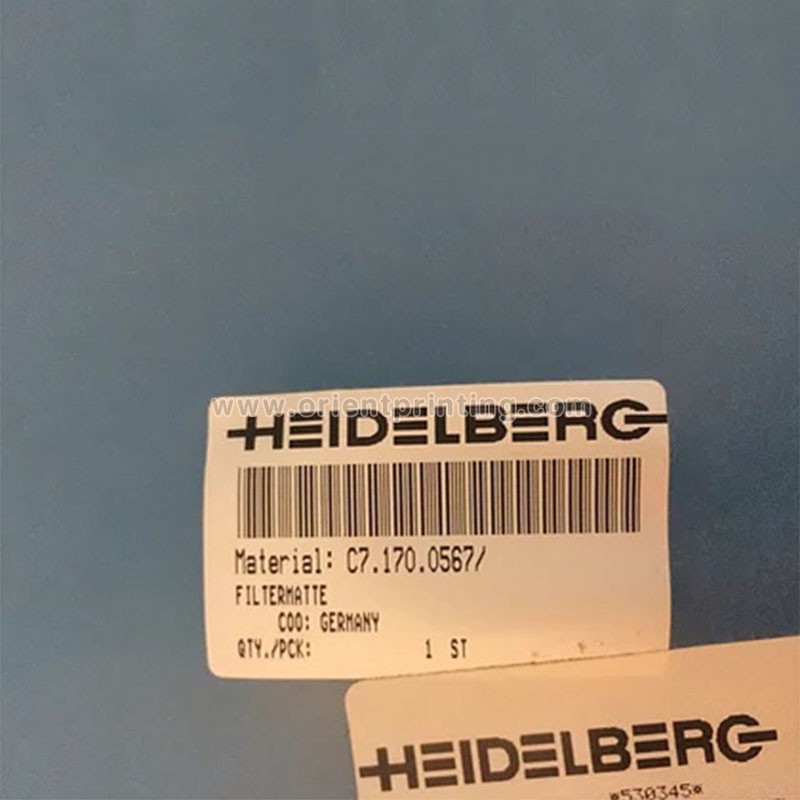 www.orientprinting.com
HEIDELBERG
Material: C7.170.0567/
FILTERMATTE
COO: GERMANY
QTY./PCK: 1 ST
HEIDELBERG
*530345*